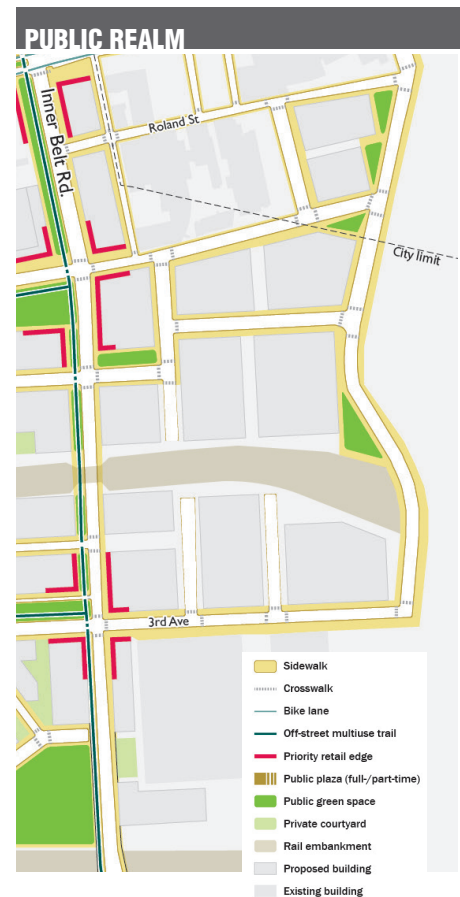 PUBLIC REALM
Inner Belt Rd.
Roland St
City limit
3rd Ave
Sidewalk
Crosswalk
Bike lane
Off-street multiuse trail
Priority retail edge
Public plaza (full-/part-time)
Public green space
Private courtyard
Rail embankment
Proposed building
Existing building